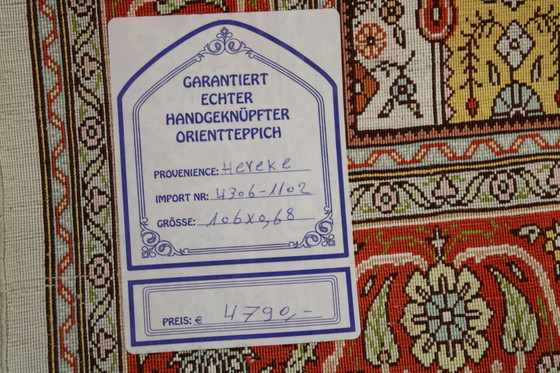 GARANTIERT
ECHTER
HANDGEKNÜPFTER
ORIENTTEPPICH
PROVENIENCE: Hereke
IMPORT NR: 4306-1102
GRÖSSE: 106x0,68
PREIS: € 4790,-